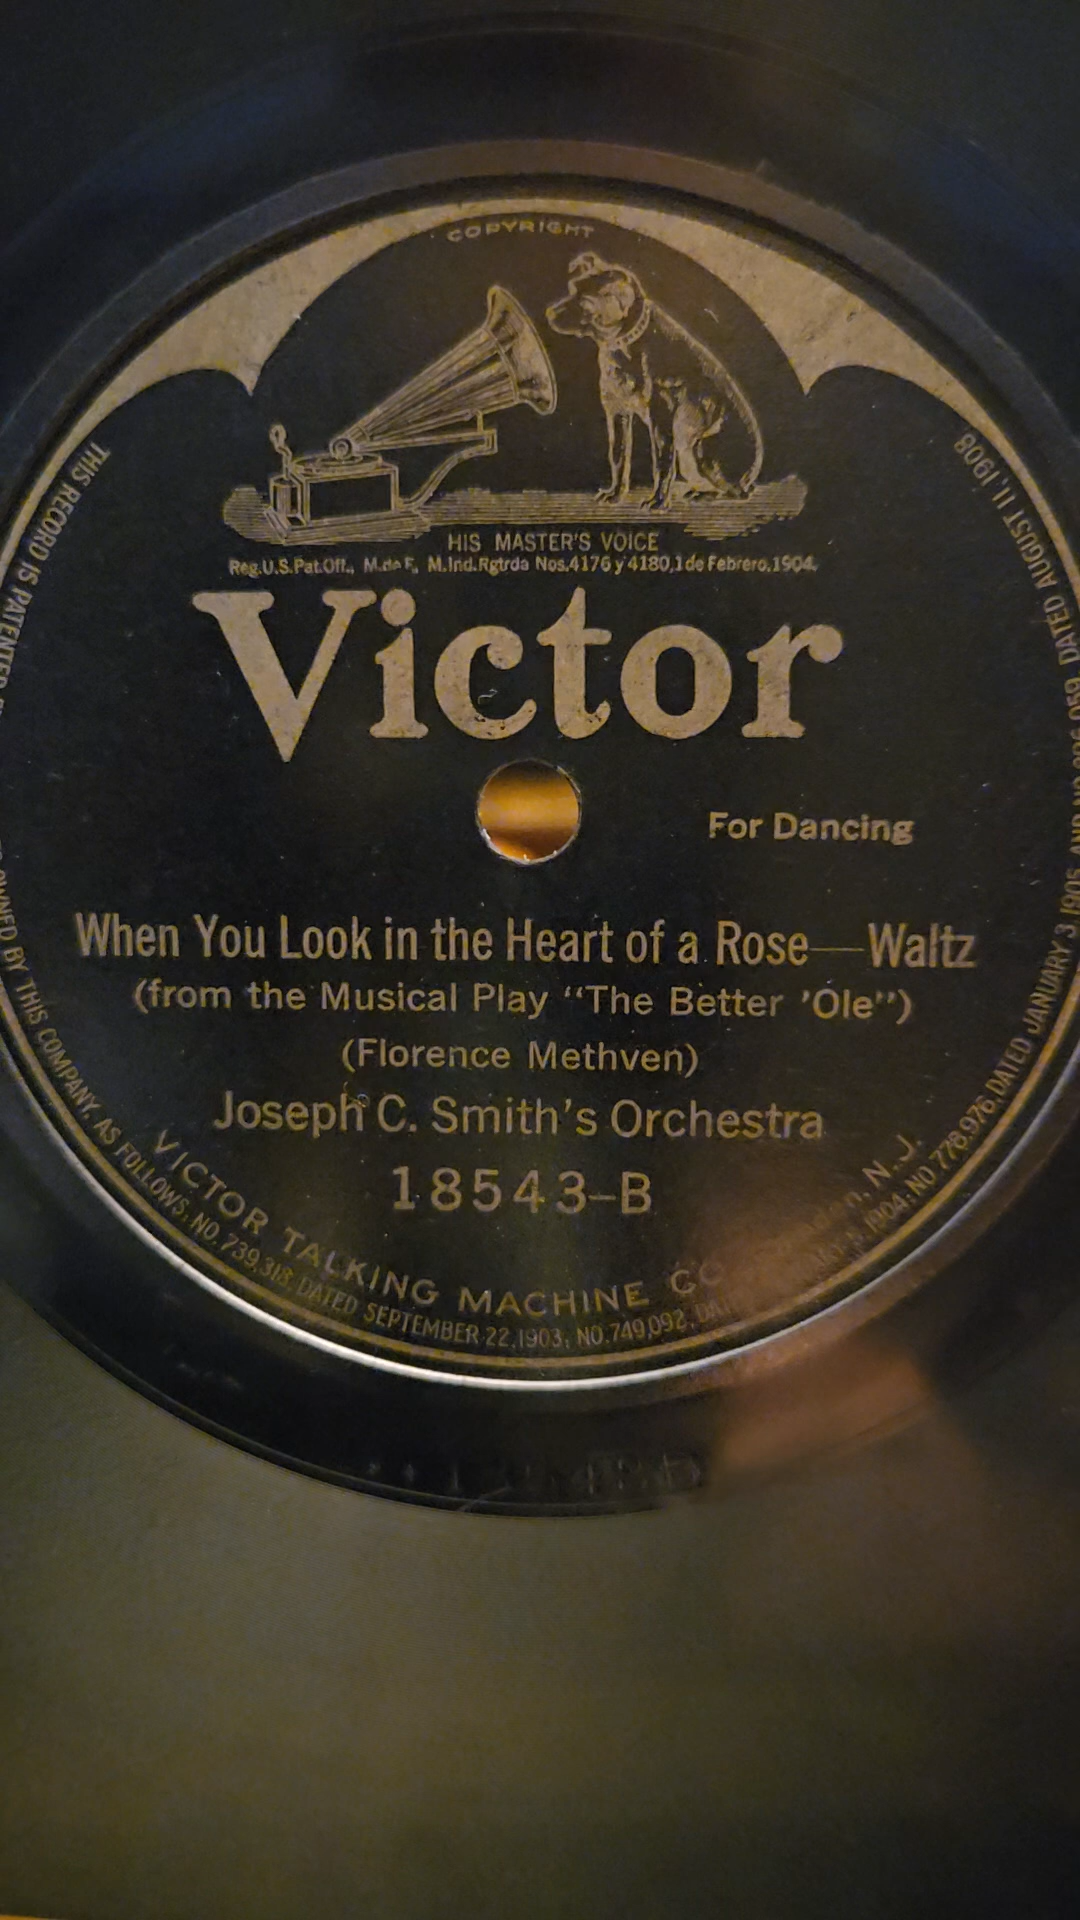 COPYRIGHT
HIS MASTER'S VOICE
Reg.U.S.Pat.Off., M.de F., M.Ind.Rgtrda Nos.4176 y 4180,1 de Febrero.1904.
Victor
For Dancing
When You Look in the Heart of a Rose—Waltz
(from the Musical Play "The Better 'Ole")
(Florence Methven)
Joseph C. Smith's Orchestra
18543-B
VICTOR TALKING MACHINE CO. Camden, N.J.
THIS RECORD IS PATENTED
OWNED BY THIS COMPANY, AS FOLLOWS: NO.739,318, DATED SEPTEMBER 22,1903; NO.749,092,
1904; NO.778,976, DATED JANUARY 3, 1905, AND NO. 896,059, DATED AUGUST 11, 1908